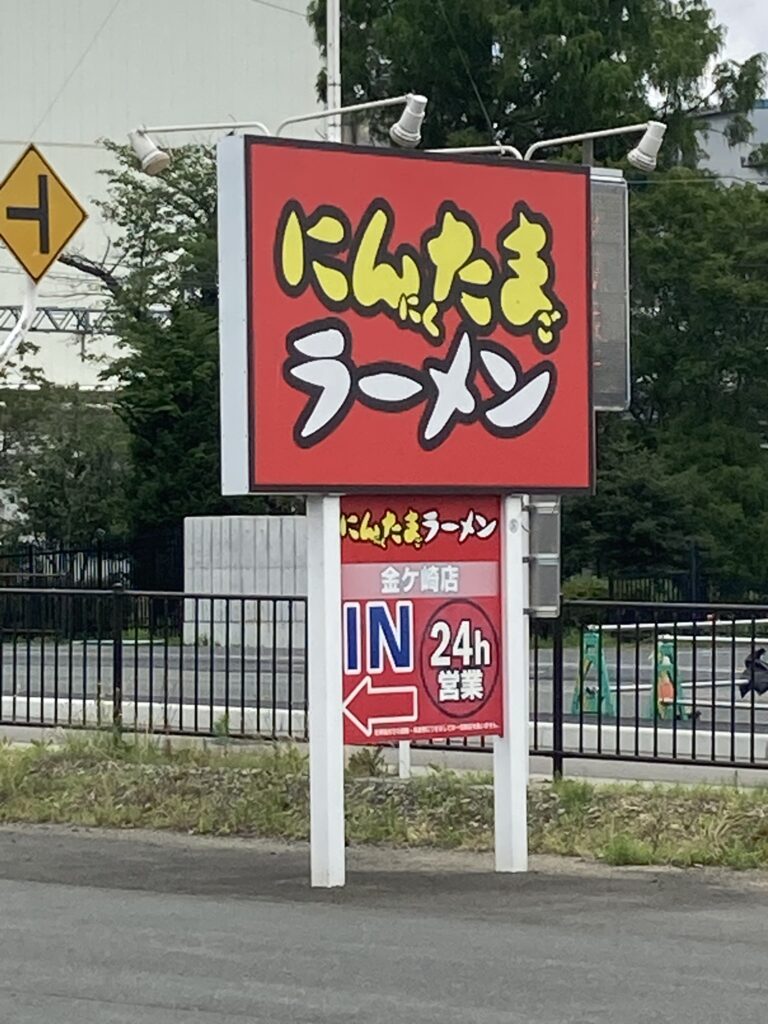 にんにくたまご
ラーメン
にんたまラーメン
金ケ崎店
IN
24h
営業